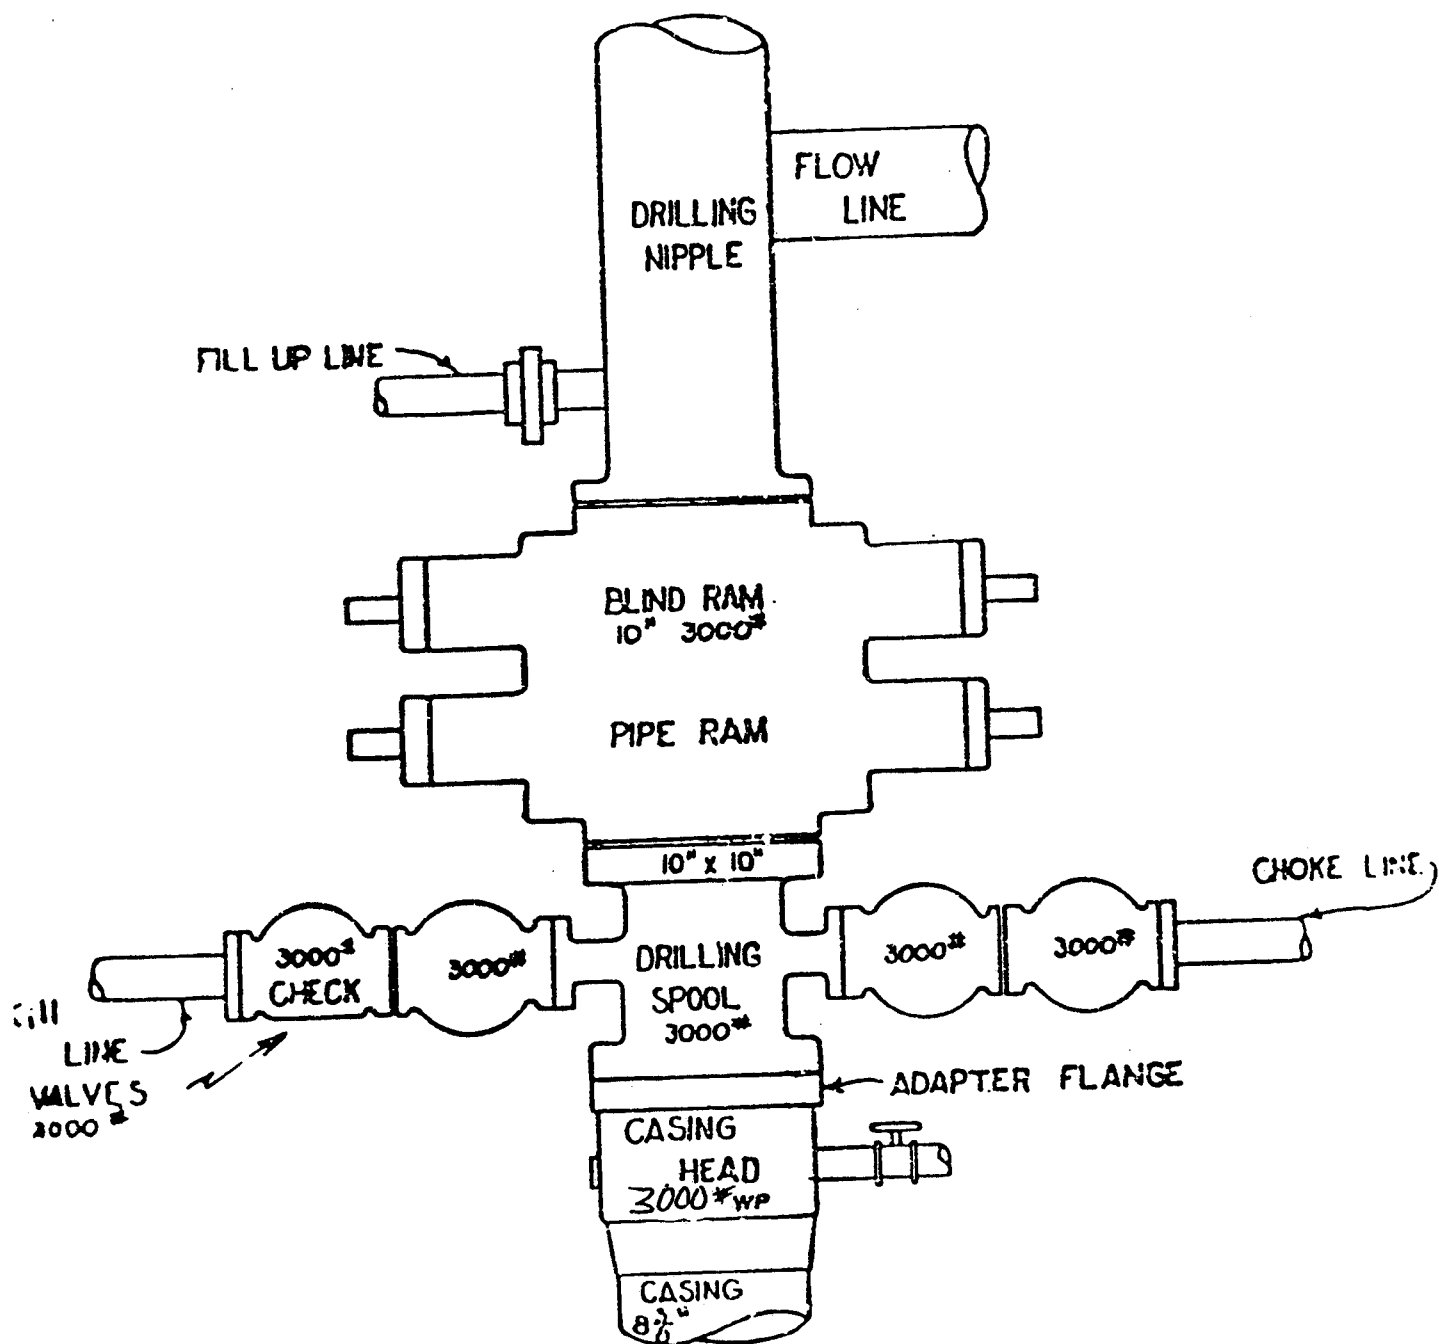 FLOW
LINE
DRILLING
NIPPLE
FILL UP LINE
BLIND RAM
10" 3000#
PIPE RAM
10" x 10"
CHOKE LINE
3000#
CHECK
3000#
DRILLING
SPOOL
3000#
3000#
3000#
LINE
VALVES
ADAPTER FLANGE
CASING
HEAD
3000# WP
CASING